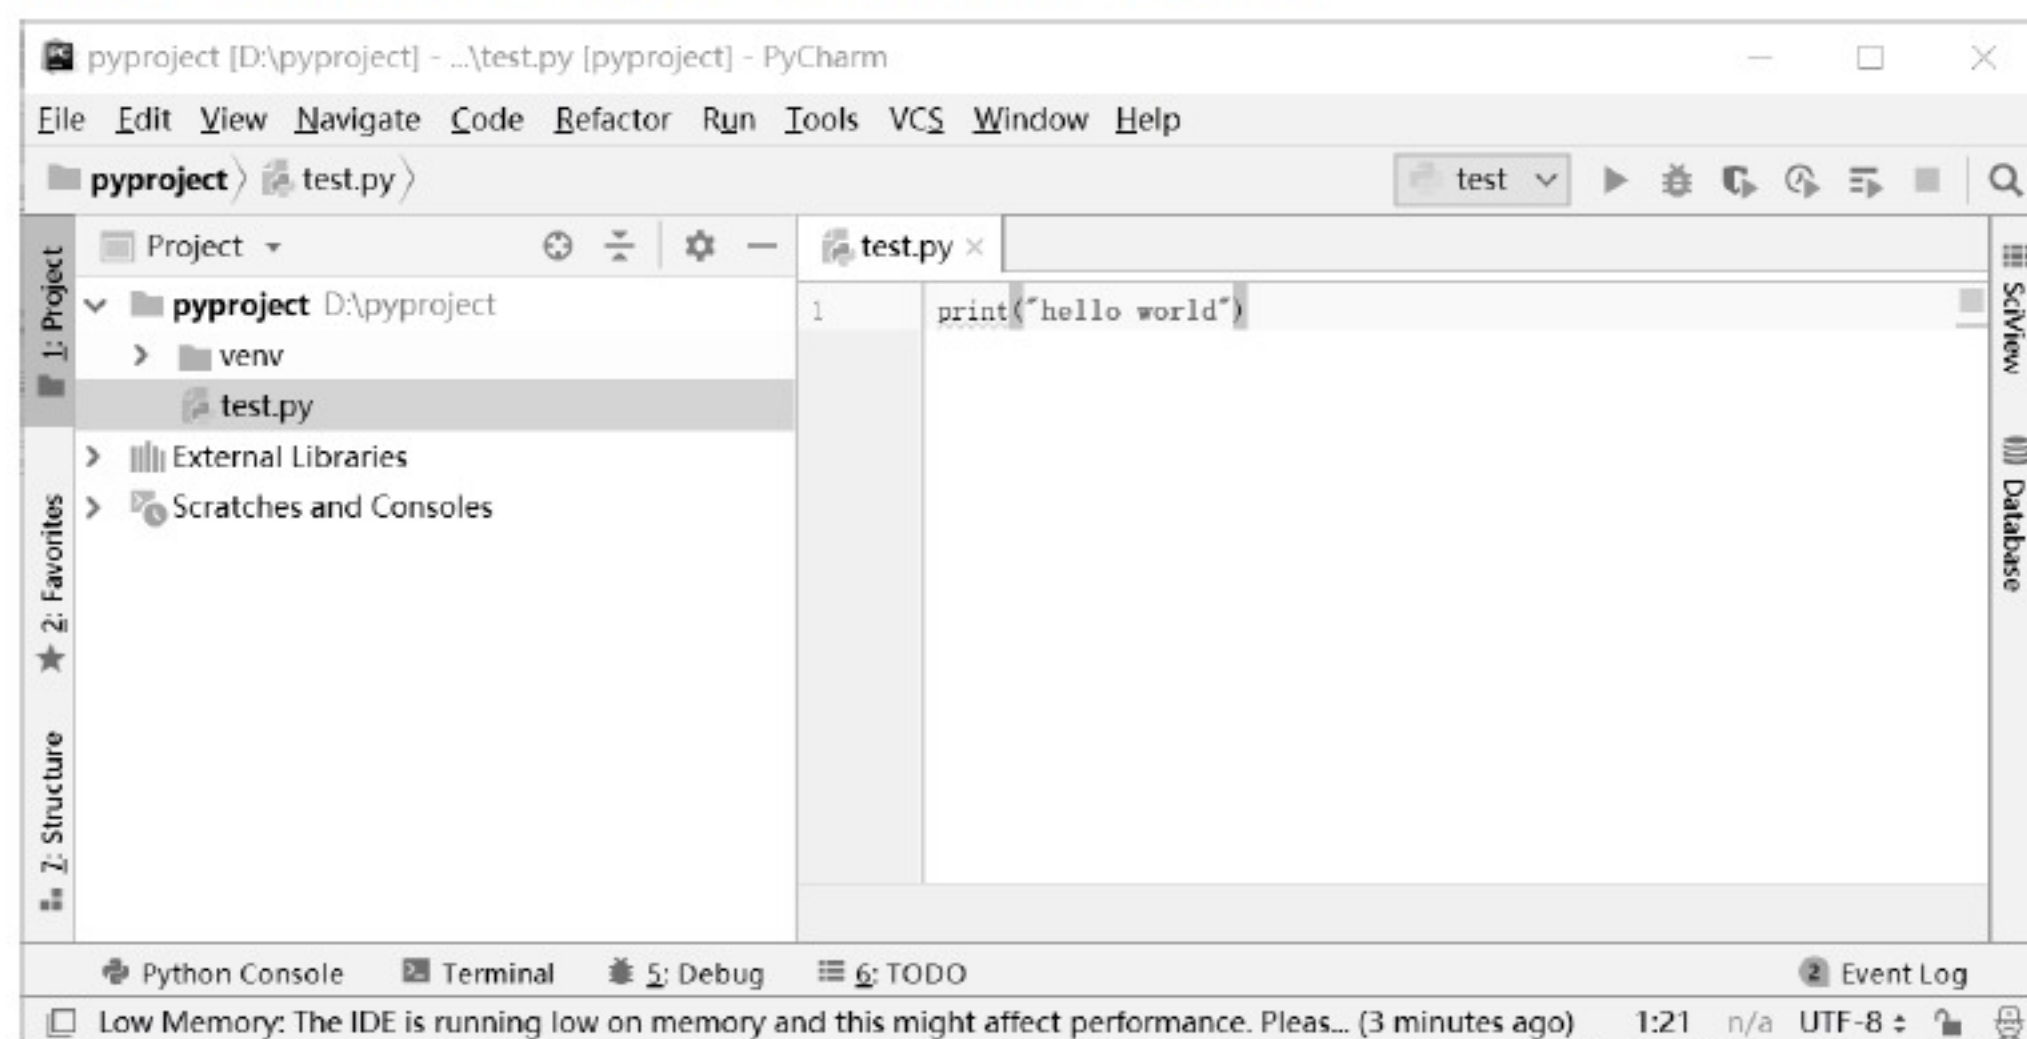 pyproject [D:\pyproject] - ...\test.py [pyproject] - PyCharm
File Edit View Navigate Code Refactor Run Tools VCS Window Help
pyproject test.py
test
1: Project
2: Favorites
7: Structure
Project
pyproject D:\pyproject
venv
test.py
External Libraries
Scratches and Consoles
test.py
1 print("hello world")
SciView
Database
Python Console Terminal 5: Debug 6: TODO 2 Event Log
Low Memory: The IDE is running low on memory and this might affect performance. Pleas... (3 minutes ago) 1:21 n/a UTF-8